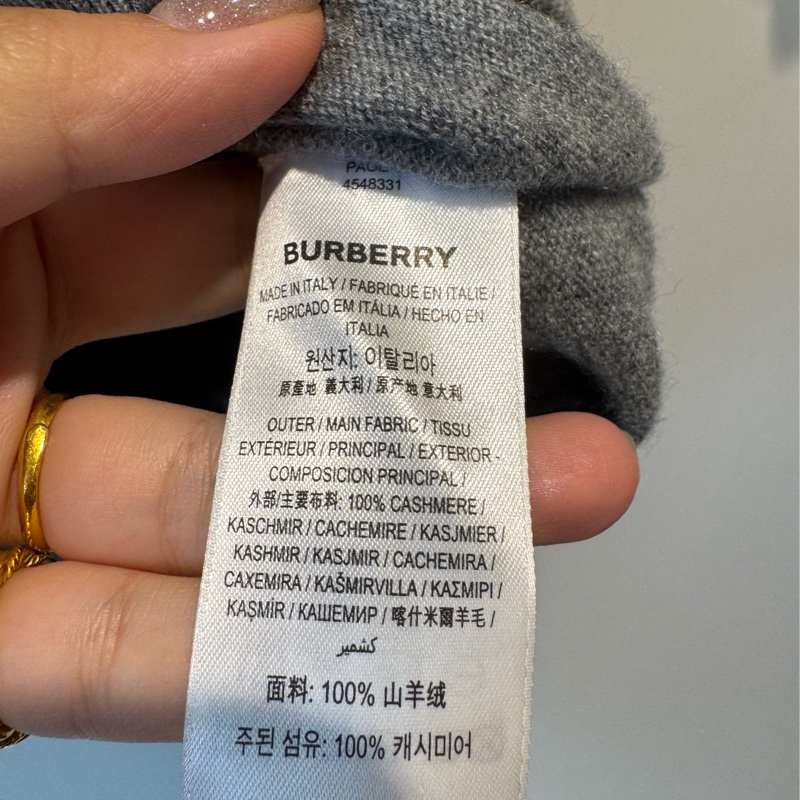 4548331
BURBERRY
MADE IN ITALY / FABRIQUÉ EN ITALIE /
FABRICADO EM ITÁLIA / HECHO EN
ITALIA
원산지: 이탈리아
原產地 義大利 / 原产地 意大利
OUTER / MAIN FABRIC / TISSU
EXTÉRIEUR / PRINCIPAL / EXTERIOR -
COMPOSICION PRINCIPAL /
外部/主要布料: 100% CASHMERE /
KASCHMIR / CACHEMIRE / KASJMIER /
KASHMIR / KASJMIR / CACHEMIRA /
CAXEMIRA / KAŠMIRVILLA / ΚΑΣΜΙΡΙ /
KAŞMİR / КАШЕМИР / 喀什米爾羊毛 /
كشمير
面料: 100% 山羊绒
주된 섬유: 100% 캐시미어